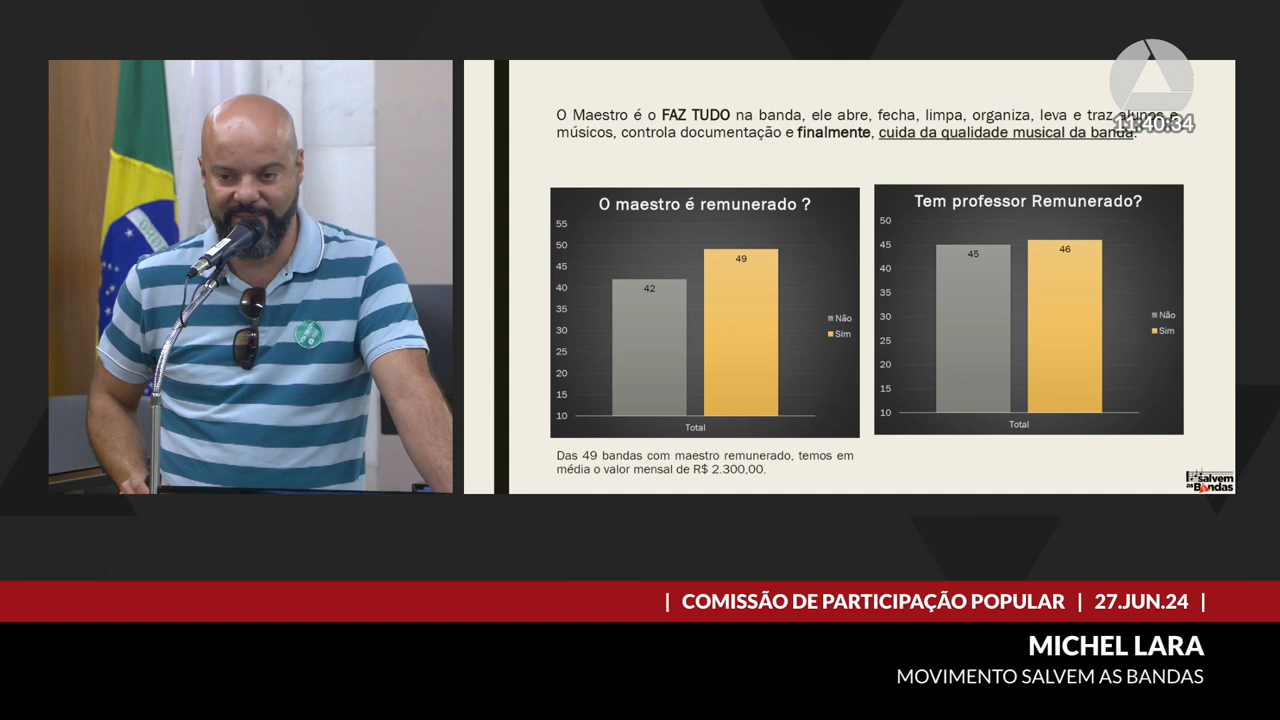 O Maestro é o FAZ TUDO na banda, ele abre, fecha, limpa, organiza, leva e traz alunos e
músicos, controla documentação e finalmente, cuida da qualidade musical da banda.
11:40:34
O maestro é remunerado ?
55
50
45
40
35
30
25
20
15
10
42
49
Não
Sim
Total
Tem professor Remunerado?
50
45
40
35
30
25
20
15
10
45
46
Não
Sim
Total
Das 49 bandas com maestro remunerado, temos em
média o valor mensal de R$ 2.300,00.
salvem
as Bandas
| COMISSÃO DE PARTICIPAÇÃO POPULAR | 27.JUN.24 |
MICHEL LARA
MOVIMENTO SALVEM AS BANDAS